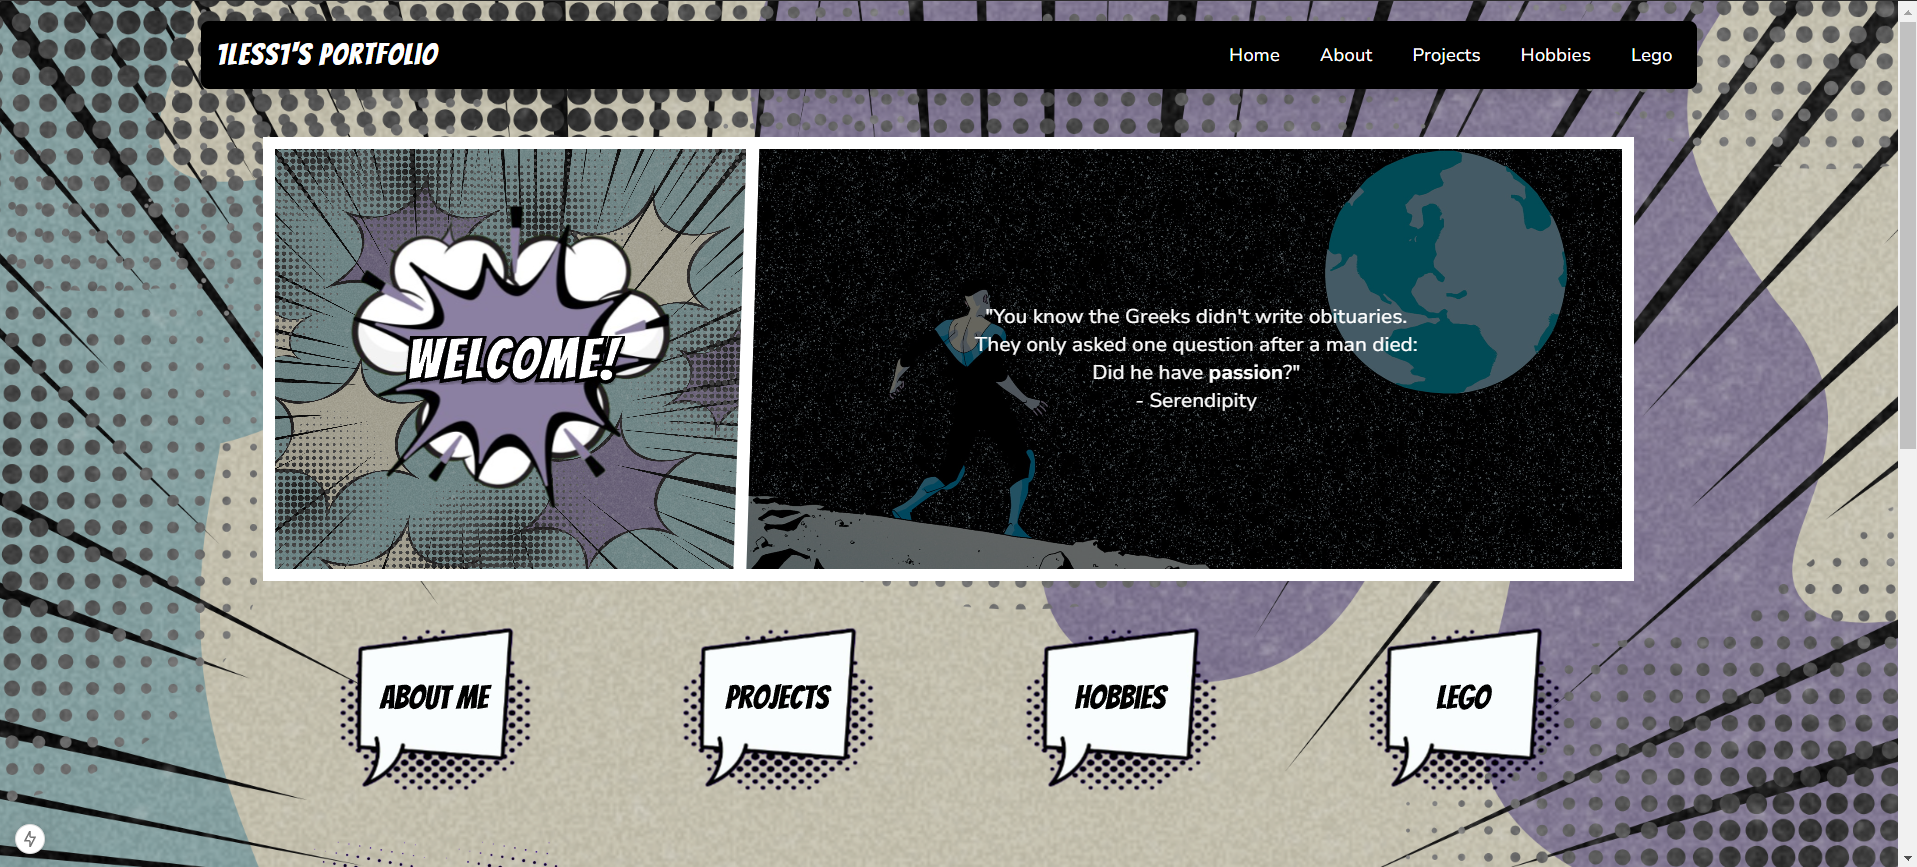 1LESS1'S PORTFOLIO
Home About Projects Hobbies Lego
WELCOME!
"You know the Greeks didn't write obituaries.
They only asked one question after a man died:
Did he have passion?"
- Serendipity
ABOUT ME
PROJECTS
HOBBIES
LEGO